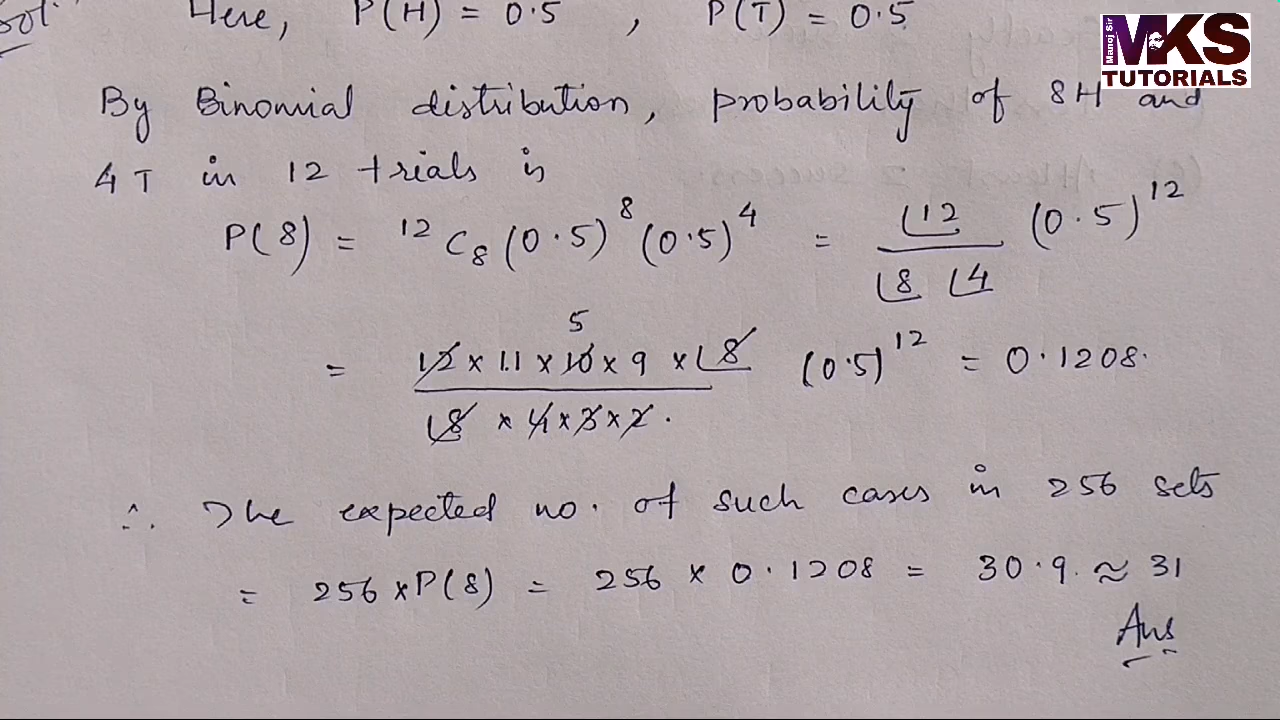 Sol. Here, P(H) = 0.5 , P(T) = 0.5
Manoj Sir MKS
TUTORIALS
By Binomial distribution, probability of 8H and
4T in 12 trials is
P(8) = ¹²C₈ (0.5)⁸ (0.5)⁴ = ⌊12 / ⌊8 ⌊4 (0.5)¹²
5
= 12 × 11 × 10 × 9 × ⌊8 / ⌊8 × 4 × 3 × 2 . (0.5)¹² = 0.1208.
∴ The expected no. of such cases in 256 sets
= 256 × P(8) = 256 × 0.1208 = 30.9. ≈ 31
Ans